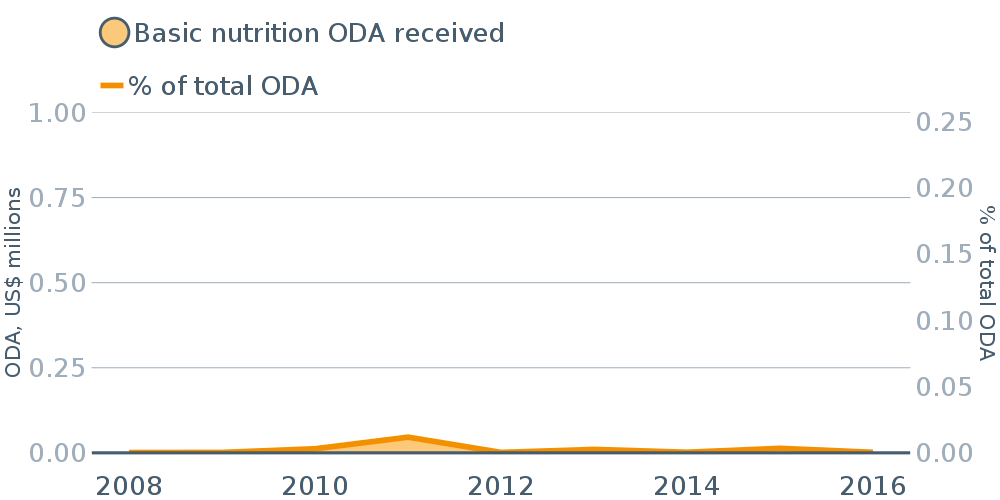 Basic nutrition ODA received
% of total ODA
1.00
0.75
0.50
0.25
0.00
ODA, US$ millions
0.25
0.20
0.15
0.10
0.05
0.00
% of total ODA
2008 2010 2012 2014 2016